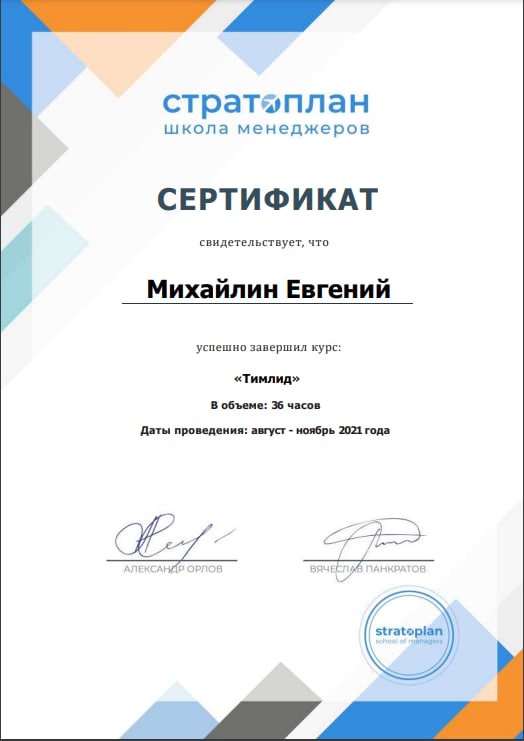 стратоплан
школа менеджеров
СЕРТИФИКАТ
свидетельствует, что
Михайлин Евгений
успешно завершил курс:
«Тимлид»
В объеме: 36 часов
Даты проведения: август - ноябрь 2021 года
АЛЕКСАНДР ОРЛОВ
ВЯЧЕСЛАВ ПАНКРАТОВ
stratoplan
school of managers